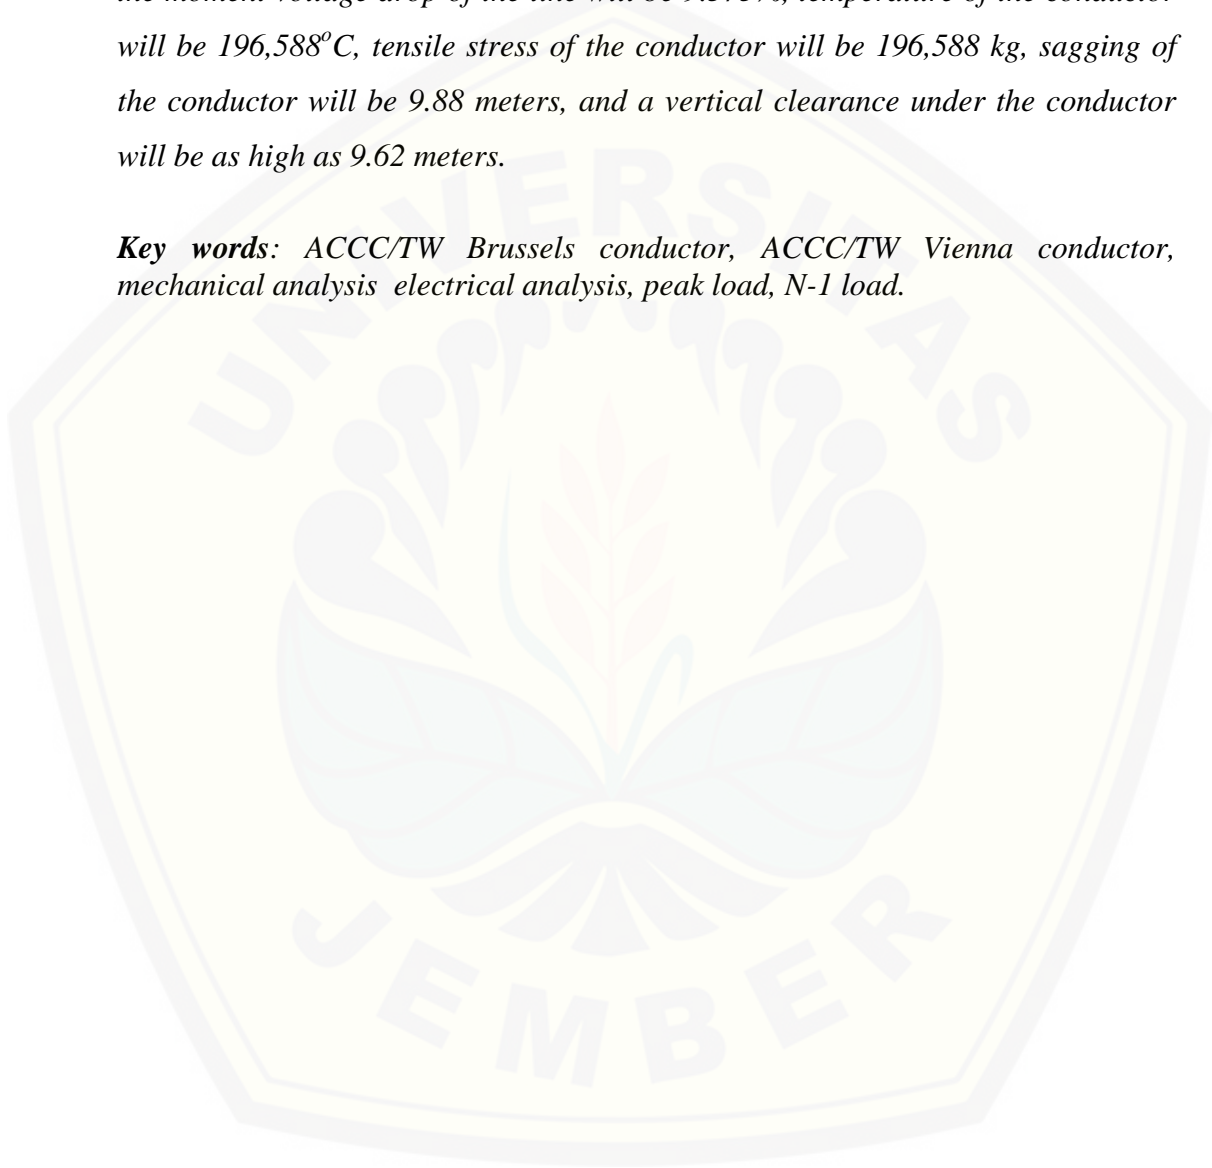 will be 196,588°C, tensile stress of the conductor will be 196,588 kg, sagging of
the conductor will be 9.88 meters, and a vertical clearance under the conductor
will be as high as 9.62 meters.
Key words: ACCC/TW Brussels conductor, ACCC/TW Vienna conductor,
mechanical analysis electrical analysis, peak load, N-1 load.
UNIVERSITAS
JEMBER